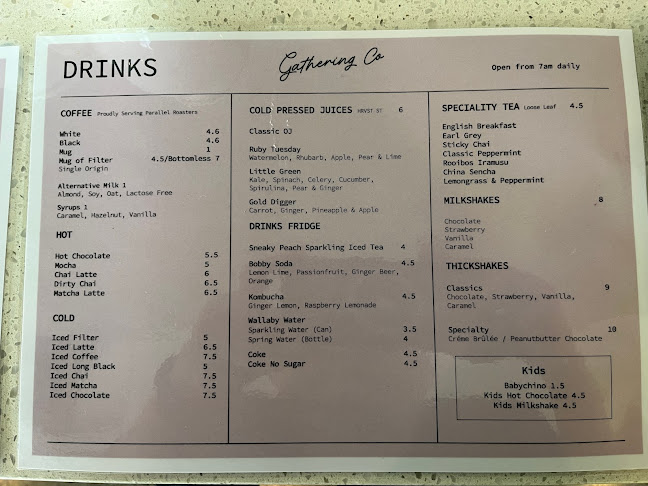 DRINKS
Gathering Co
Open from 7am daily
COFFEE Proudly Serving Parallel Roasters
White 4.6
Black 4.6
Mug 1
Mug of Filter 4.5/Bottomless 7
Single Origin
Alternative Milk 1
Almond, Soy, Oat, Lactose Free
Syrups 1
Caramel, Hazelnut, Vanilla
HOT
Hot Chocolate 5.5
Mocha 5
Chai Latte 6
Dirty Chai 6.5
Matcha Latte 6.5
COLD
Iced Filter 5
Iced Latte 6.5
Iced Coffee 7.5
Iced Long Black 5
Iced Chai 7.5
Iced Matcha 7.5
Iced Chocolate 7.5
COLD PRESSED JUICES HRVST ST 6
Classic OJ
Ruby Tuesday
Watermelon, Rhubarb, Apple, Pear & Lime
Little Green
Kale, Spinach, Celery, Cucumber,
Spirulina, Pear & Ginger
Gold Digger
Carrot, Ginger, Pineapple & Apple
DRINKS FRIDGE
Sneaky Peach Sparkling Iced Tea 4
Bobby Soda 4.5
Lemon Lime, Passionfruit, Ginger Beer,
Orange
Kombucha 4.5
Ginger Lemon, Raspberry Lemonade
Wallaby Water
Sparkling Water (Can) 3.5
Spring Water (Bottle) 4
Coke 4.5
Coke No Sugar 4.5
SPECIALITY TEA Loose Leaf 4.5
English Breakfast
Earl Grey
Sticky Chai
Classic Peppermint
Rooibos Iramusu
China Sencha
Lemongrass & Peppermint
MILKSHAKES 8
Chocolate
Strawberry
Vanilla
Caramel
THICKSHAKES
Classics 9
Chocolate, Strawberry, Vanilla,
Caramel
Specialty 10
Créme Brûlée / Peanutbutter Chocolate
Kids
Babychino 1.5
Kids Hot Chocolate 4.5
Kids Milkshake 4.5